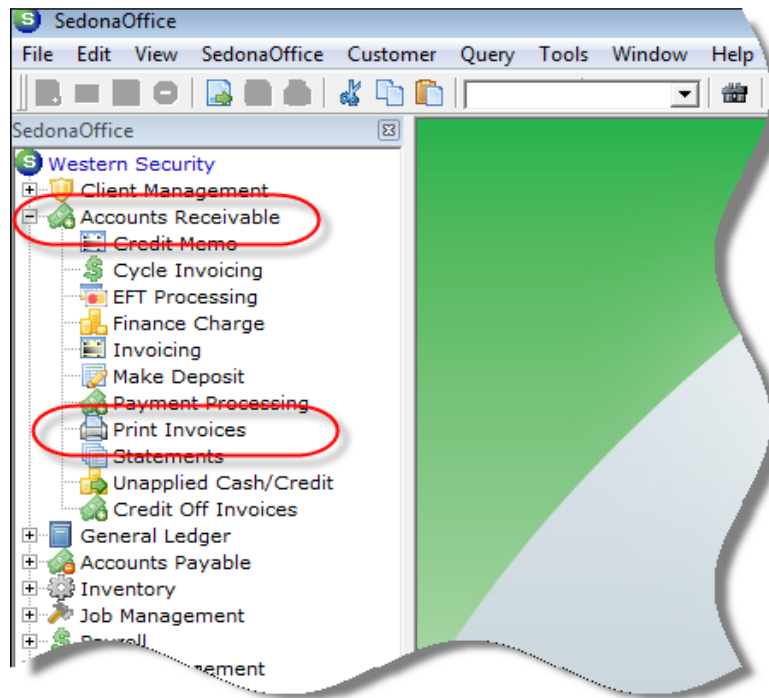 SedonaOffice
File Edit View SedonaOffice Customer Query Tools Window Help
SedonaOffice
Western Security
Client Management
Accounts Receivable
Credit Memo
Cycle Invoicing
EFT Processing
Finance Charge
Invoicing
Make Deposit
Payment Processing
Print Invoices
Statements
Unapplied Cash/Credit
Credit Off Invoices
General Ledger
Accounts Payable
Inventory
Job Management
Payroll